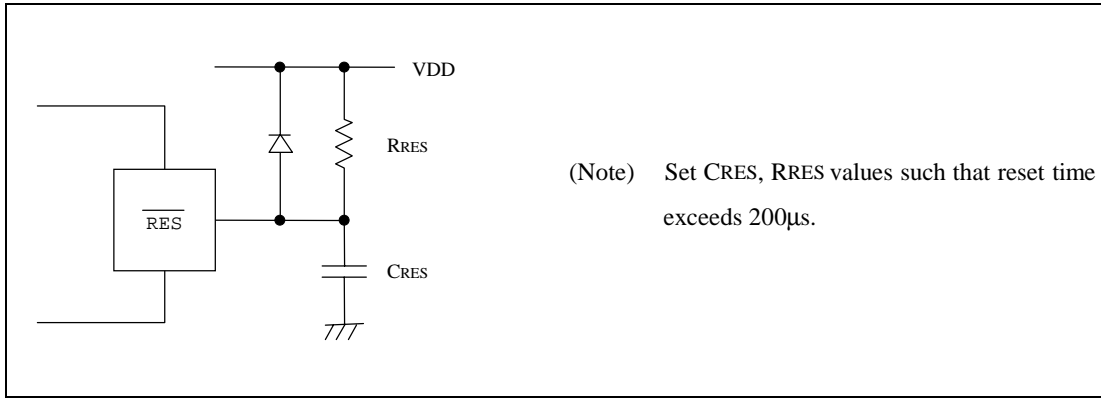 VDD
RRES
RES
CRES
(Note) Set CRES, RRES values such that reset time
exceeds 200μs.